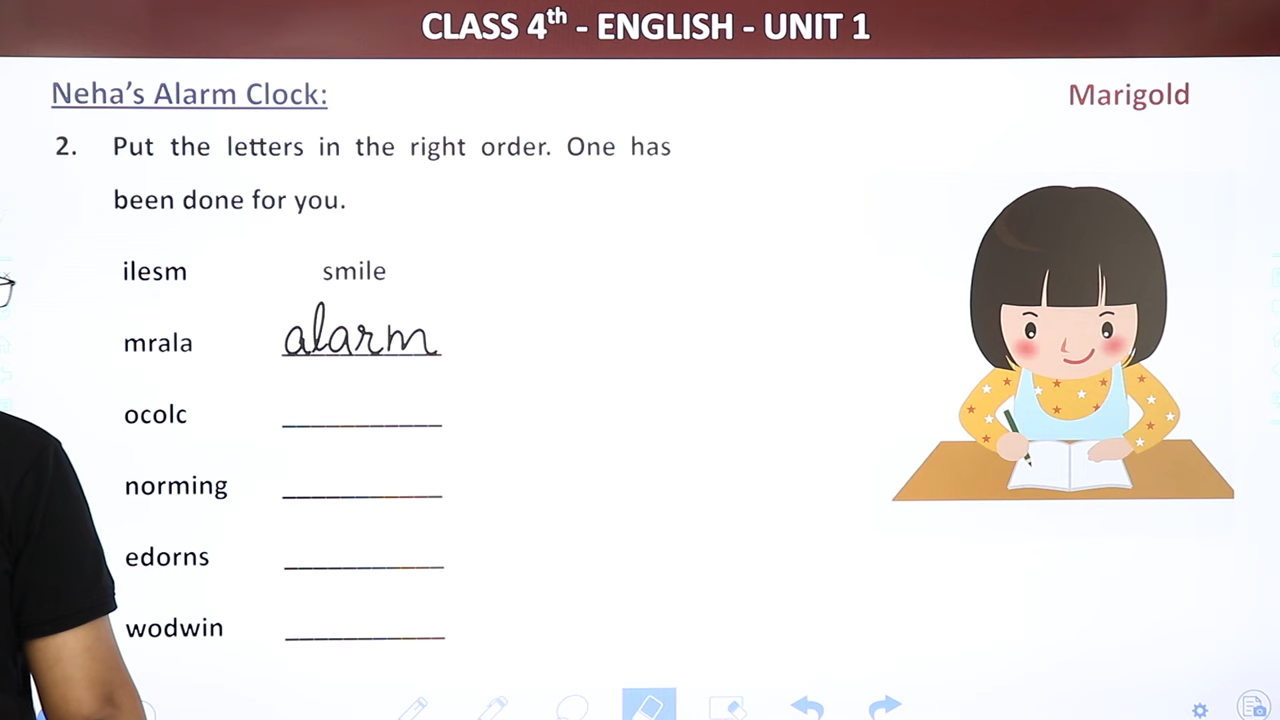 CLASS 4th - ENGLISH - UNIT 1
Neha's Alarm Clock:
Marigold
2. Put the letters in the right order. One has
been done for you.
ilesm smile
mrala alarm
ocolc
norming
edorns
wodwin